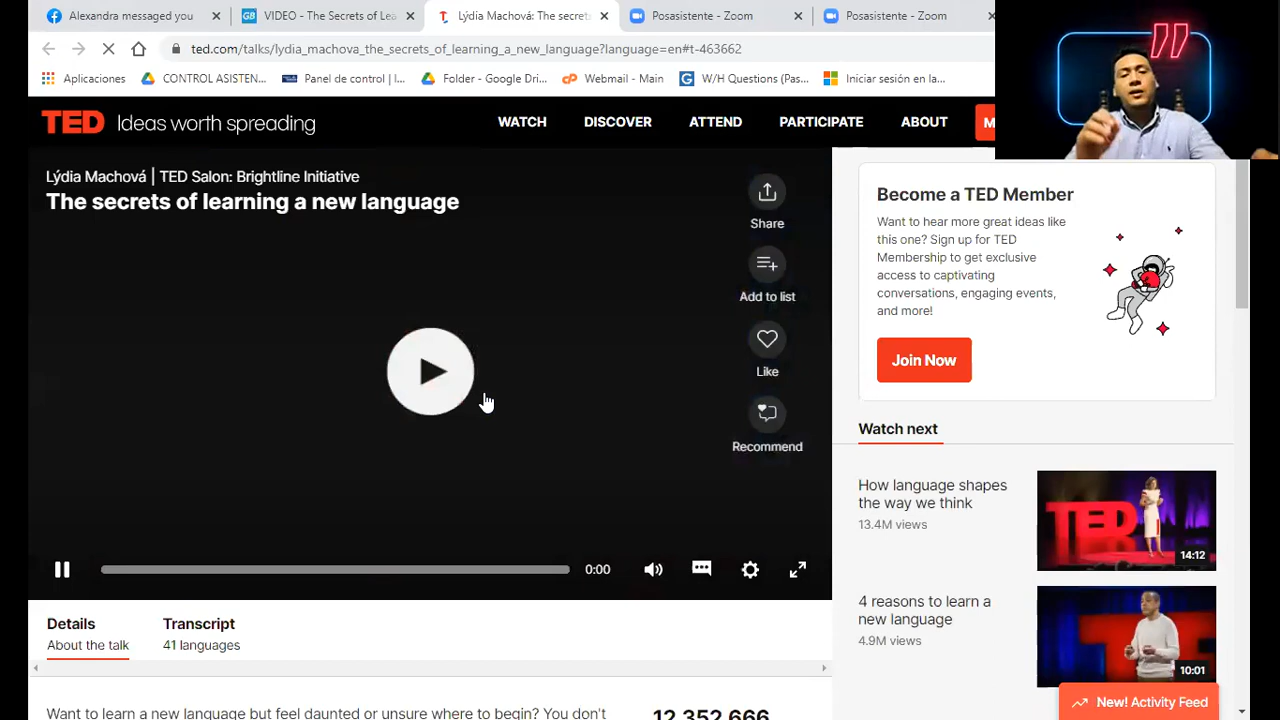 Alexandra messaged you
VIDEO - The Secrets of Lea
Lýdia Machová: The secret
Posasistente - Zoom
Posasistente - Zoom
ted.com/talks/lydia_machova_the_secrets_of_learning_a_new_language?language=en#t-463662
Aplicaciones
CONTROL ASISTEN...
Panel de control | I...
Folder - Google Dri...
Webmail - Main
W/H Questions (Pas...
Iniciar sesión en la...
TED Ideas worth spreading
WATCH
DISCOVER
ATTEND
PARTICIPATE
ABOUT
M
Lýdia Machová | TED Salon: Brightline Initiative
The secrets of learning a new language
Share
Add to list
Like
Recommend
0:00
Details
About the talk
Transcript
41 languages
Want to learn a new language but feel daunted or unsure where to begin? You don't
12,352,666
Become a TED Member
Want to hear more great ideas like
this one? Sign up for TED
Membership to get exclusive
access to captivating
conversations, engaging events,
and more!
Join Now
Watch next
How language shapes
the way we think
13.4M views
TED
14:12
4 reasons to learn a
new language
4.9M views
10:01
New! Activity Feed